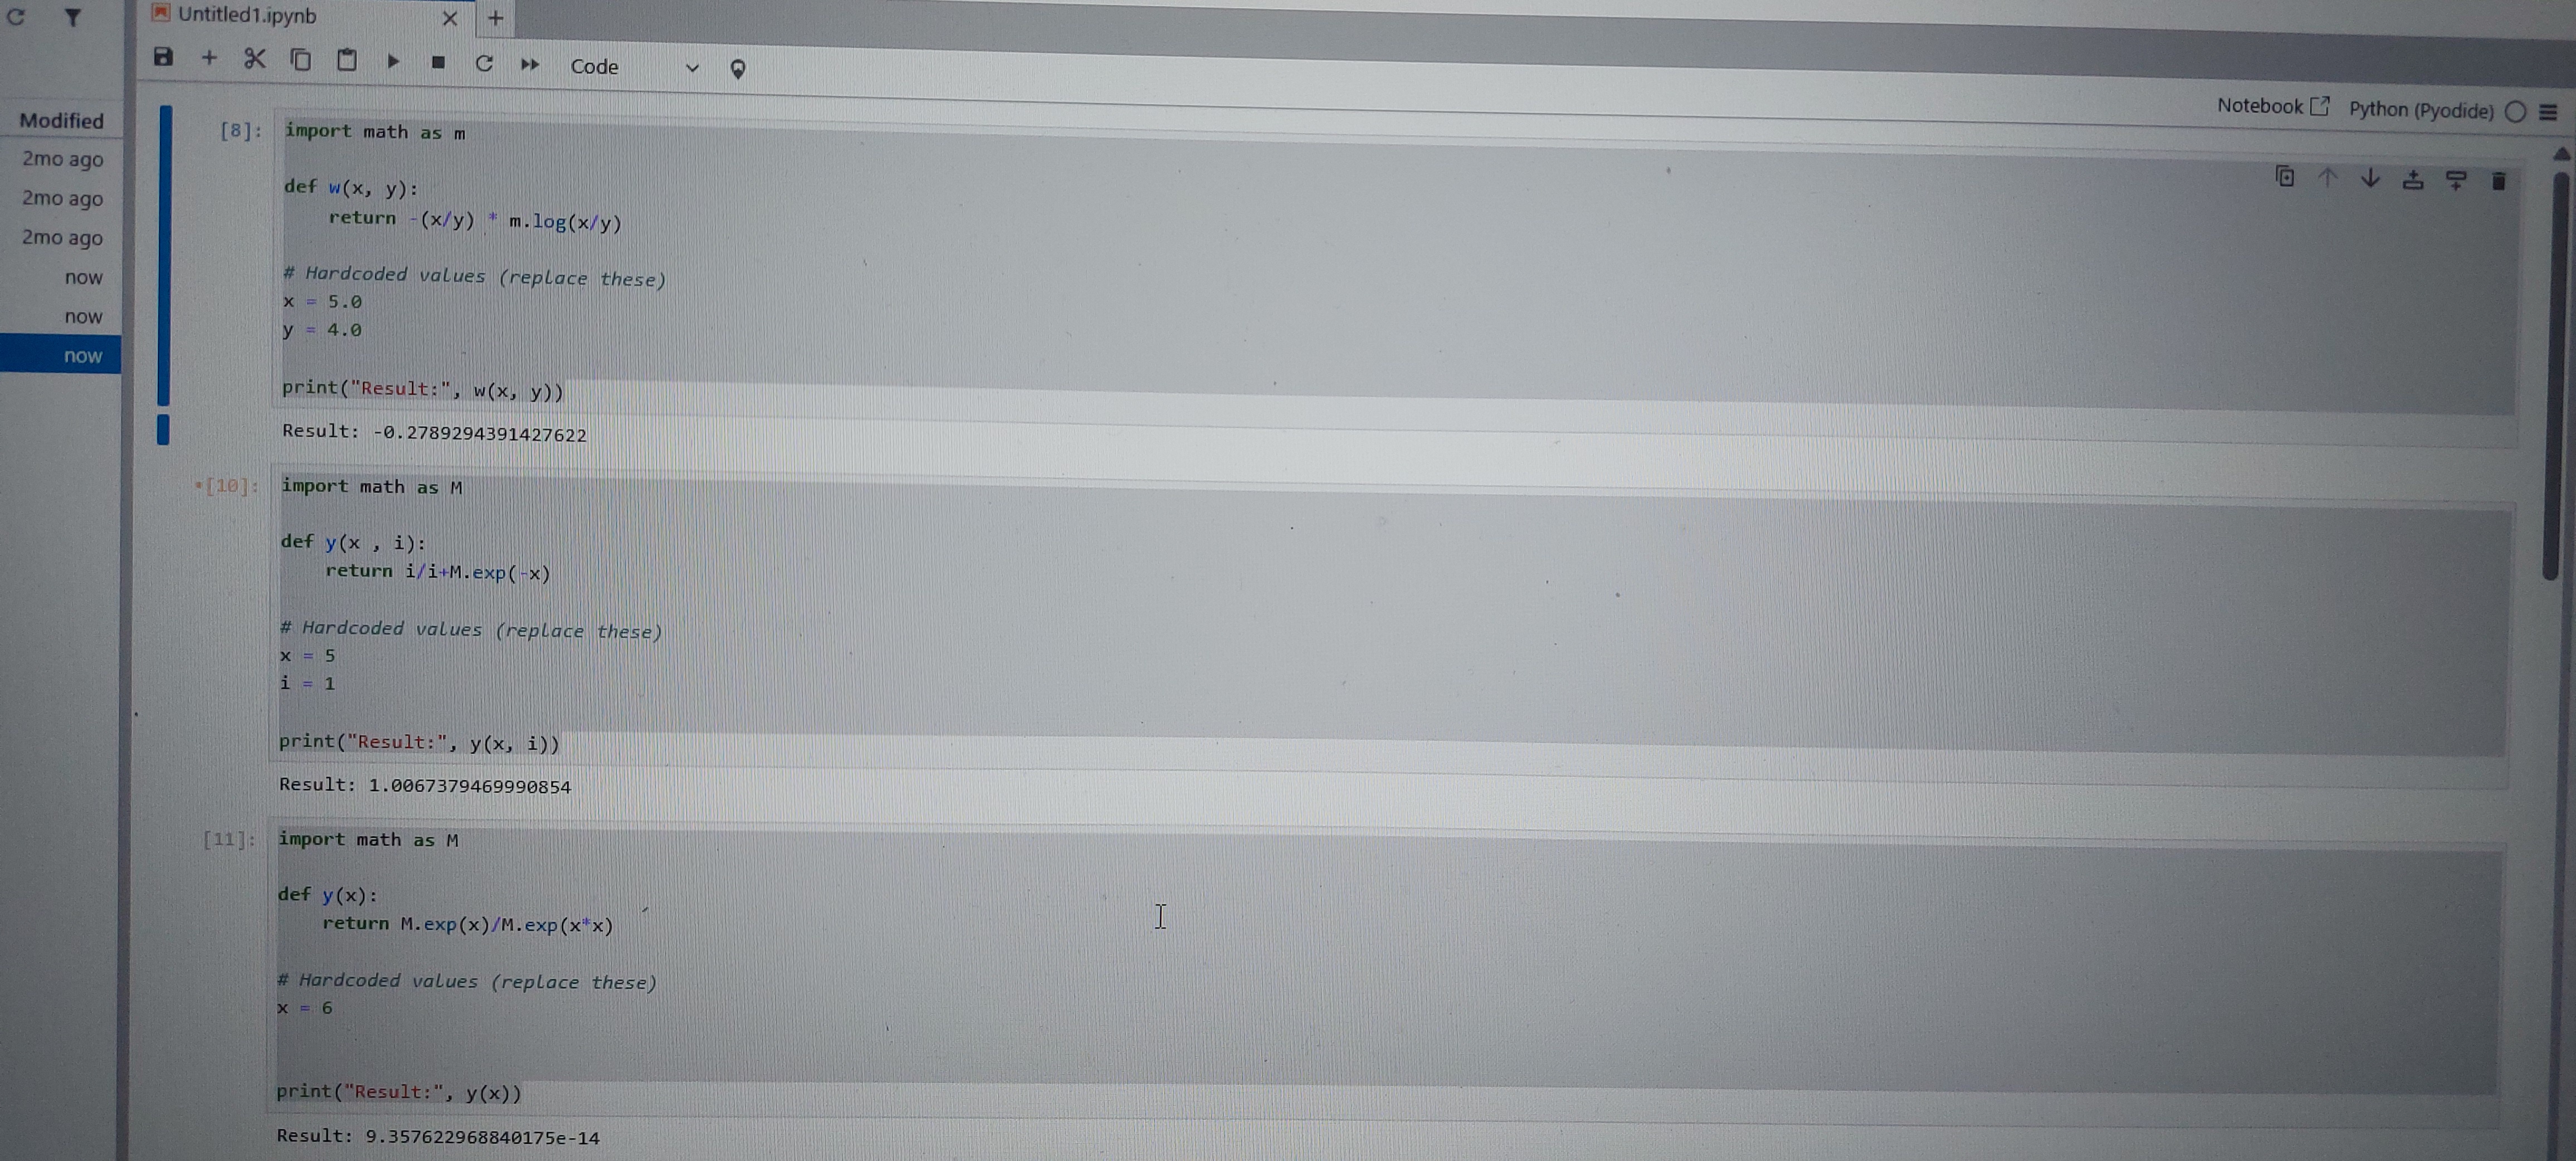 Untitled1.ipynb
Code
Notebook
Python (Pyodide)
Modified
2mo ago
2mo ago
2mo ago
now
now
now
[8]:
import math as m
def w(x, y):
    return -(x/y) * m.log(x/y)
# Hardcoded values (replace these)
x = 5.0
y = 4.0
print("Result:", w(x, y))
Result: -0.2789294391427622
[10]:
import math as M
def y(x , i):
    return i/i+M.exp(-x)
# Hardcoded values (replace these)
x = 5
i = 1
print("Result:", y(x, i))
Result: 1.0067379469990854
[11]:
import math as M
def y(x):
    return M.exp(x)/M.exp(x*x)
# Hardcoded values (replace these)
x = 6
print("Result:", y(x))
Result: 9.357622968840175e-14